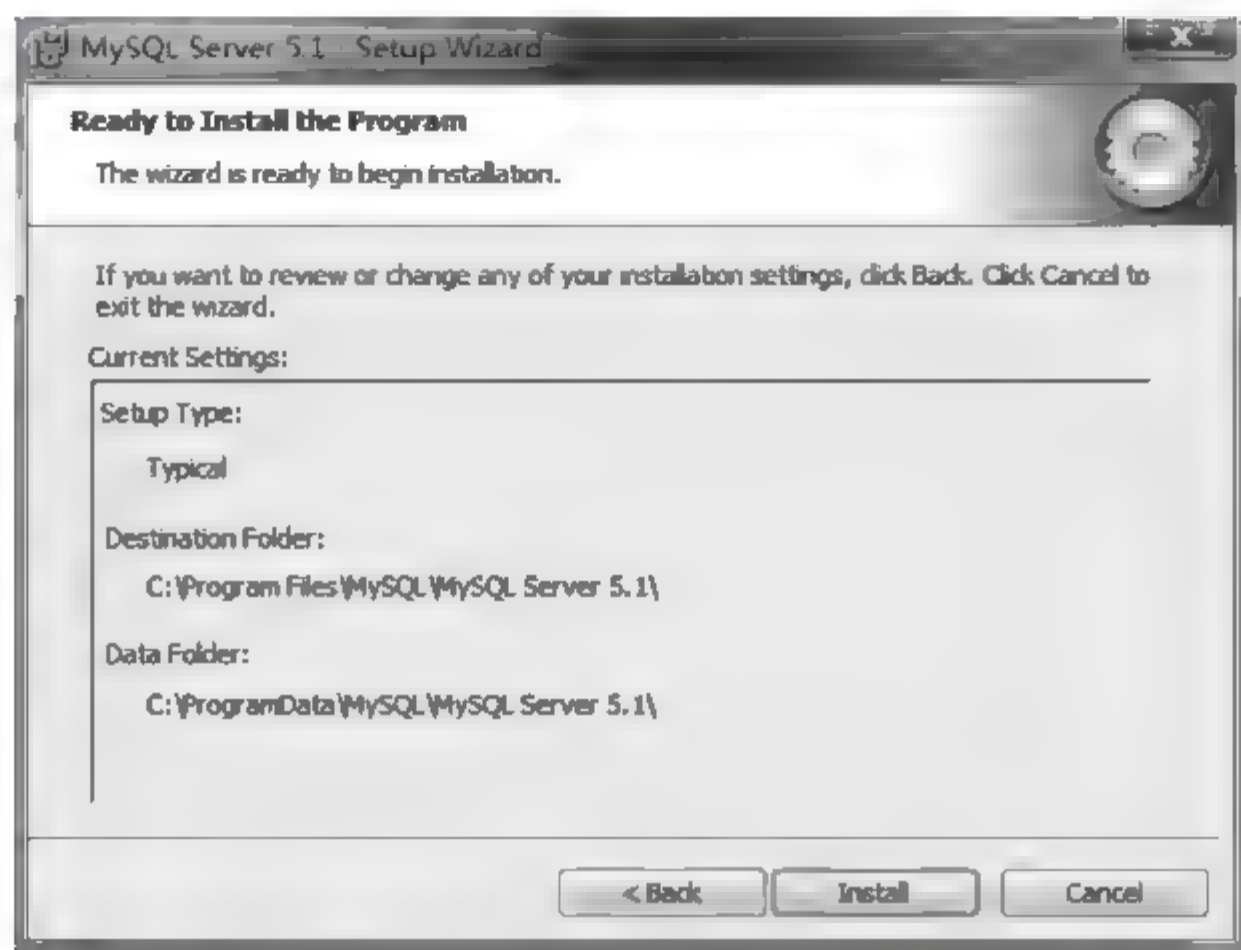 MySQL Server 5.1 - Setup Wizard
Ready to Install the Program
The wizard is ready to begin installation.
If you want to review or change any of your installation settings, click Back. Click Cancel to
exit the wizard.
Current Settings:
Setup Type:
Typical
Destination Folder:
C:\Program Files\MySQL\MySQL Server 5.1\
Data Folder:
C:\ProgramData\MySQL\MySQL Server 5.1\
< Back
Install
Cancel